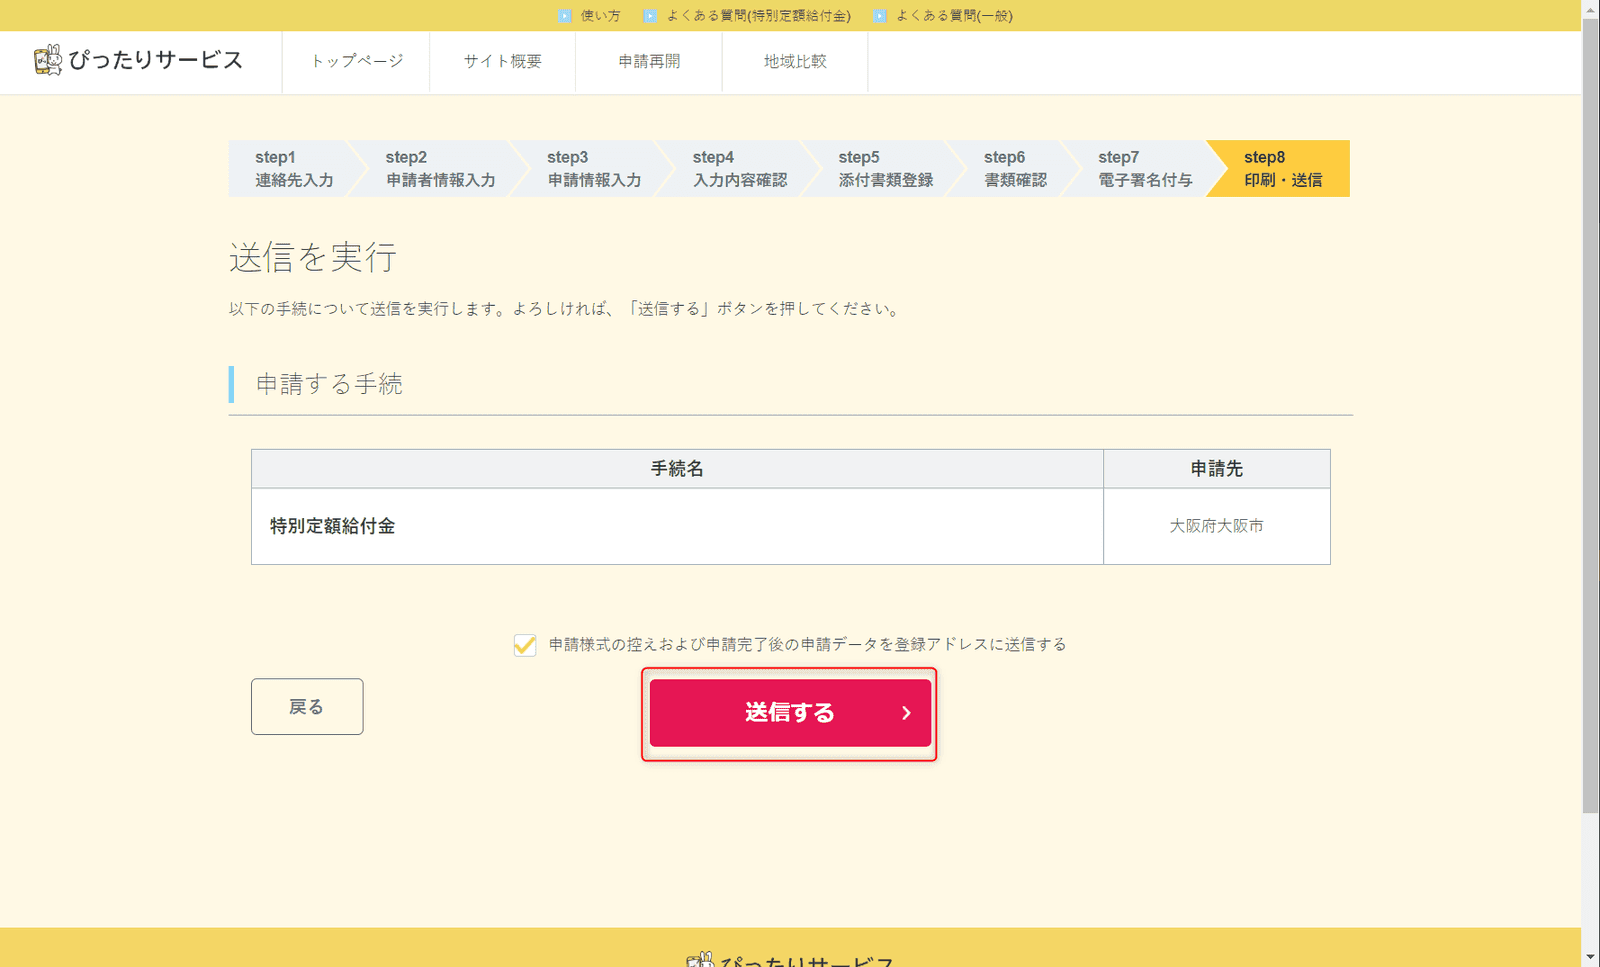 使い方 よくある質問(特別定額給付金) よくある質問(一般)
ぴったりサービス トップページ サイト概要 申請再開 地域比較
step1 連絡先入力
step2 申請者情報入力
step3 申請情報入力
step4 入力内容確認
step5 添付書類登録
step6 書類確認
step7 電子署名付与
step8 印刷・送信
送信を実行
以下の手続について送信を実行します。よろしければ、「送信する」ボタンを押してください。
申請する手続
手続名 申請先
特別定額給付金 大阪府大阪市
申請様式の控えおよび申請完了後の申請データを登録アドレスに送信する
戻る 送信する
ぴったりサービス